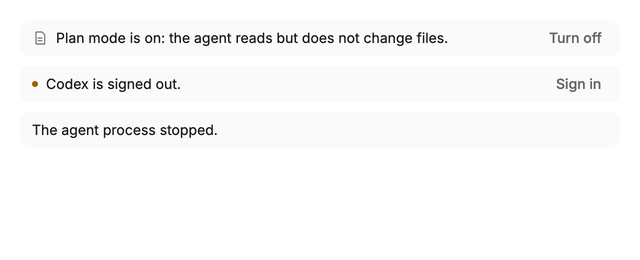 Plan mode is on: the agent reads but does not change files. Turn off
Codex is signed out. Sign in
The agent process stopped.